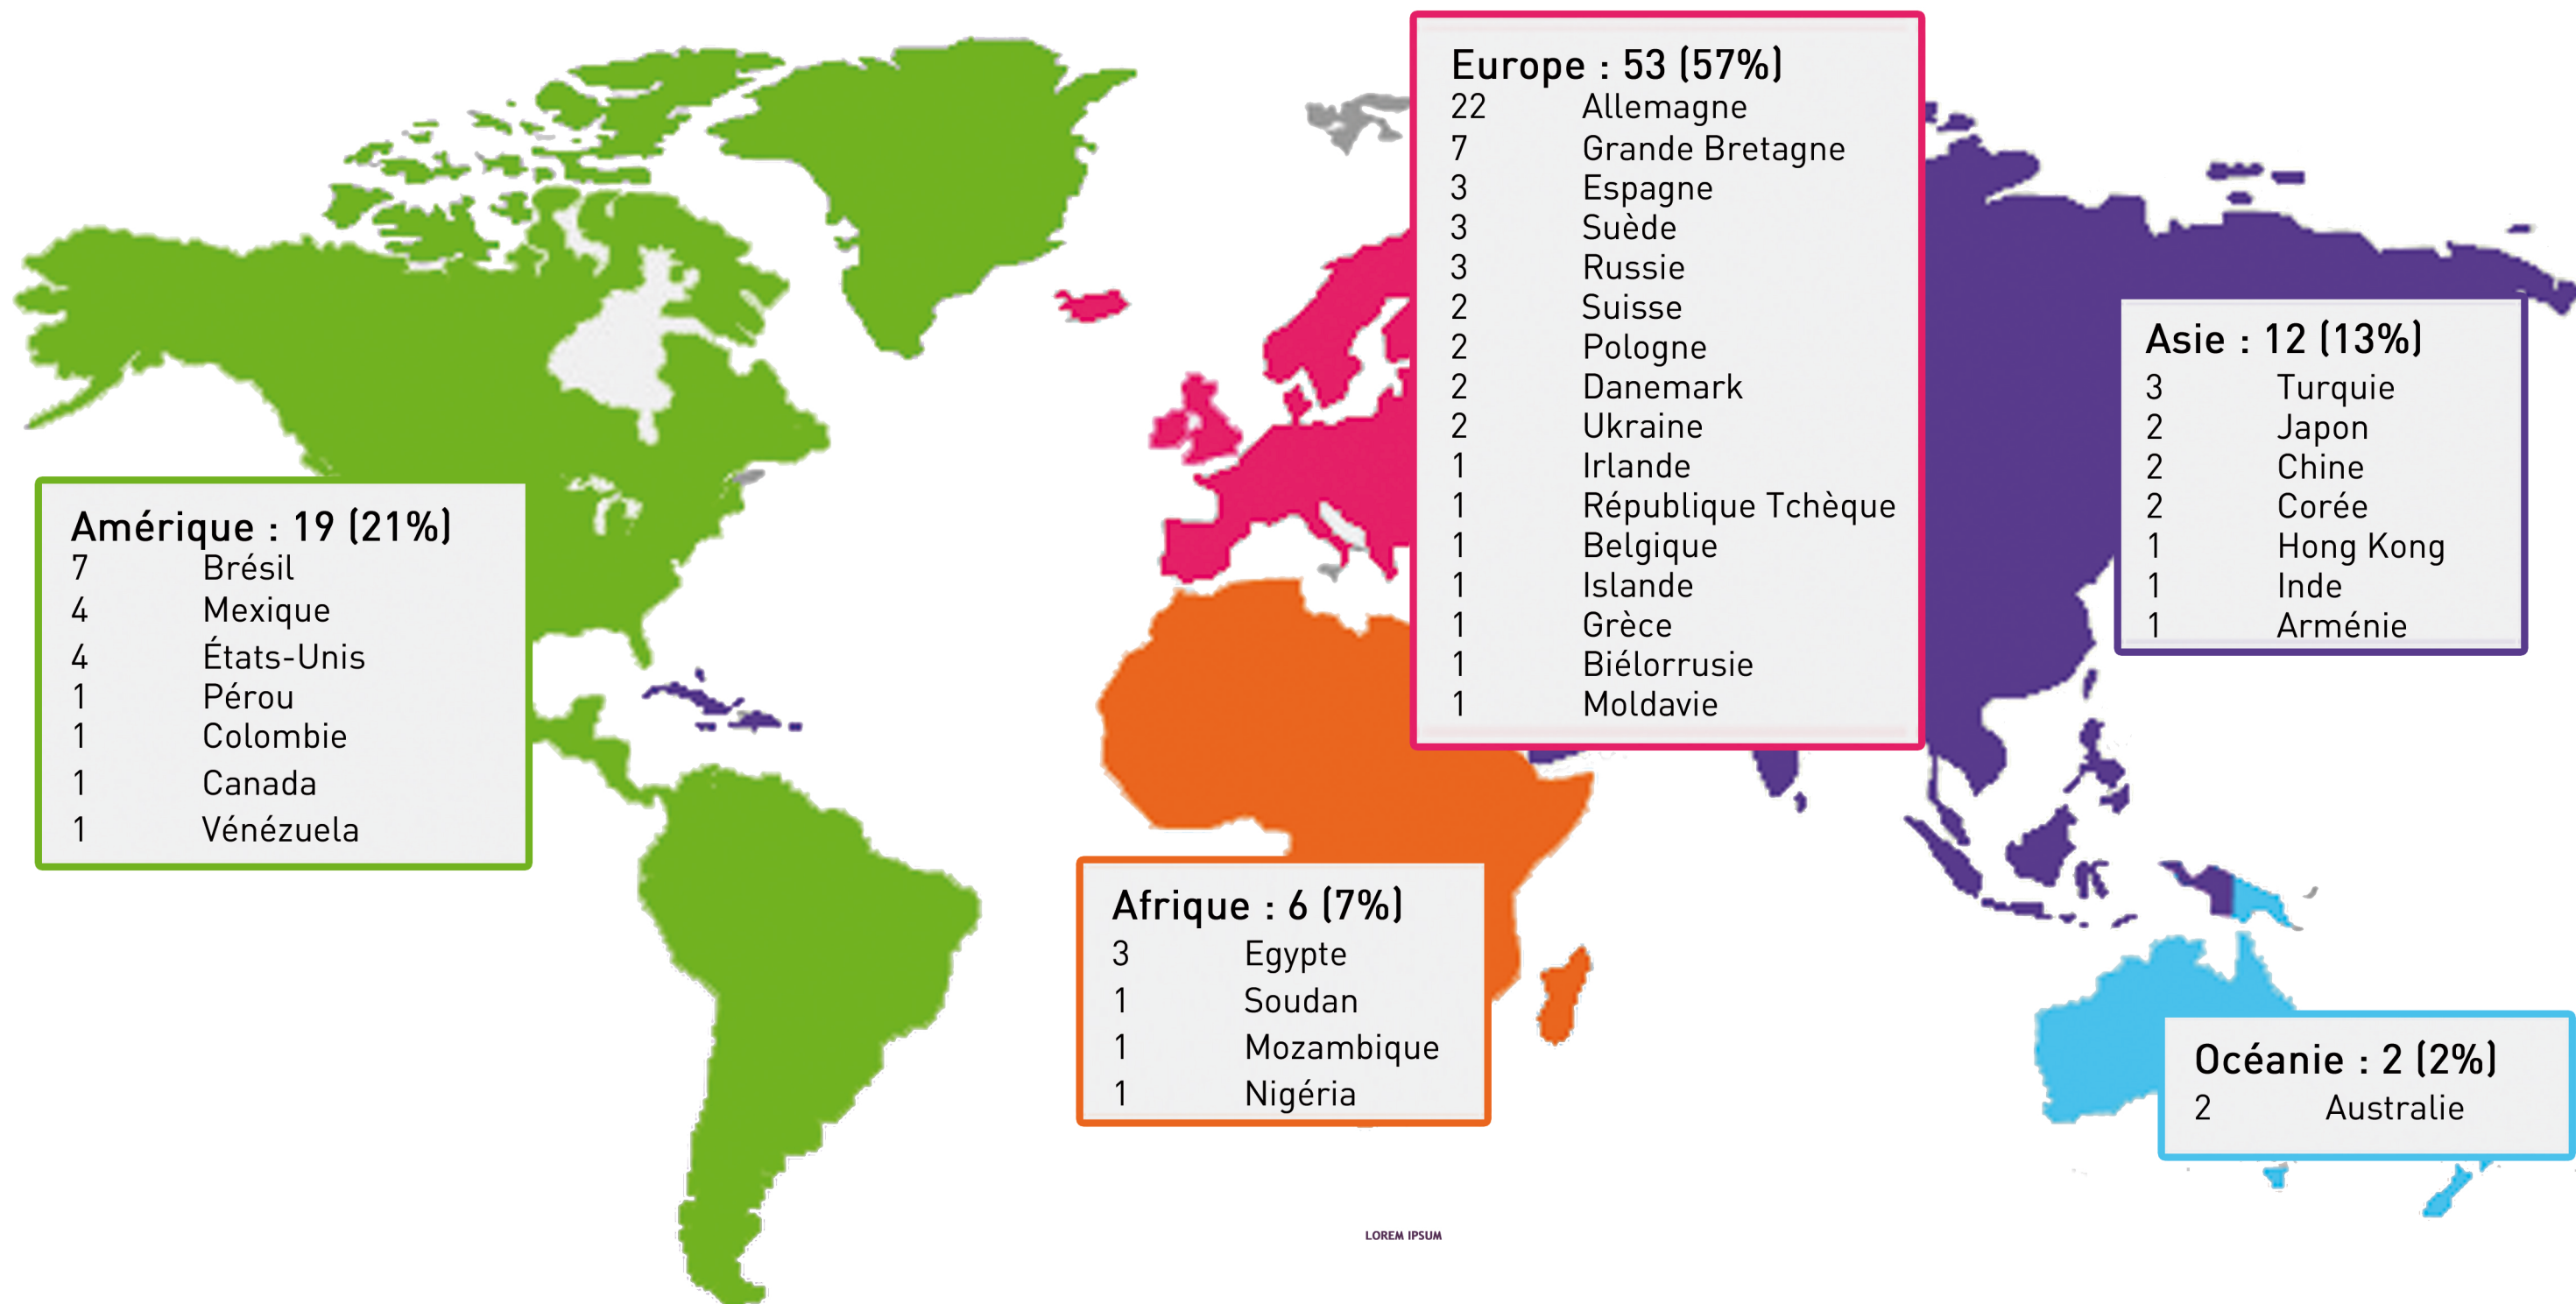 Europe : 53 (57%)
22 Allemagne
7 Grande Bretagne
3 Espagne
3 Suède
3 Russie
2 Suisse
2 Pologne
2 Danemark
2 Ukraine
1 Irlande
1 République Tchèque
1 Belgique
1 Islande
1 Grèce
1 Biélorrusie
1 Moldavie
Asie : 12 (13%)
3 Turquie
2 Japon
2 Chine
2 Corée
1 Hong Kong
1 Inde
1 Arménie
Amérique : 19 (21%)
7 Brésil
4 Mexique
4 États-Unis
1 Pérou
1 Colombie
1 Canada
1 Vénézuela
Afrique : 6 (7%)
3 Egypte
1 Soudan
1 Mozambique
1 Nigéria
Océanie : 2 (2%)
2 Australie
LOREM IPSUM